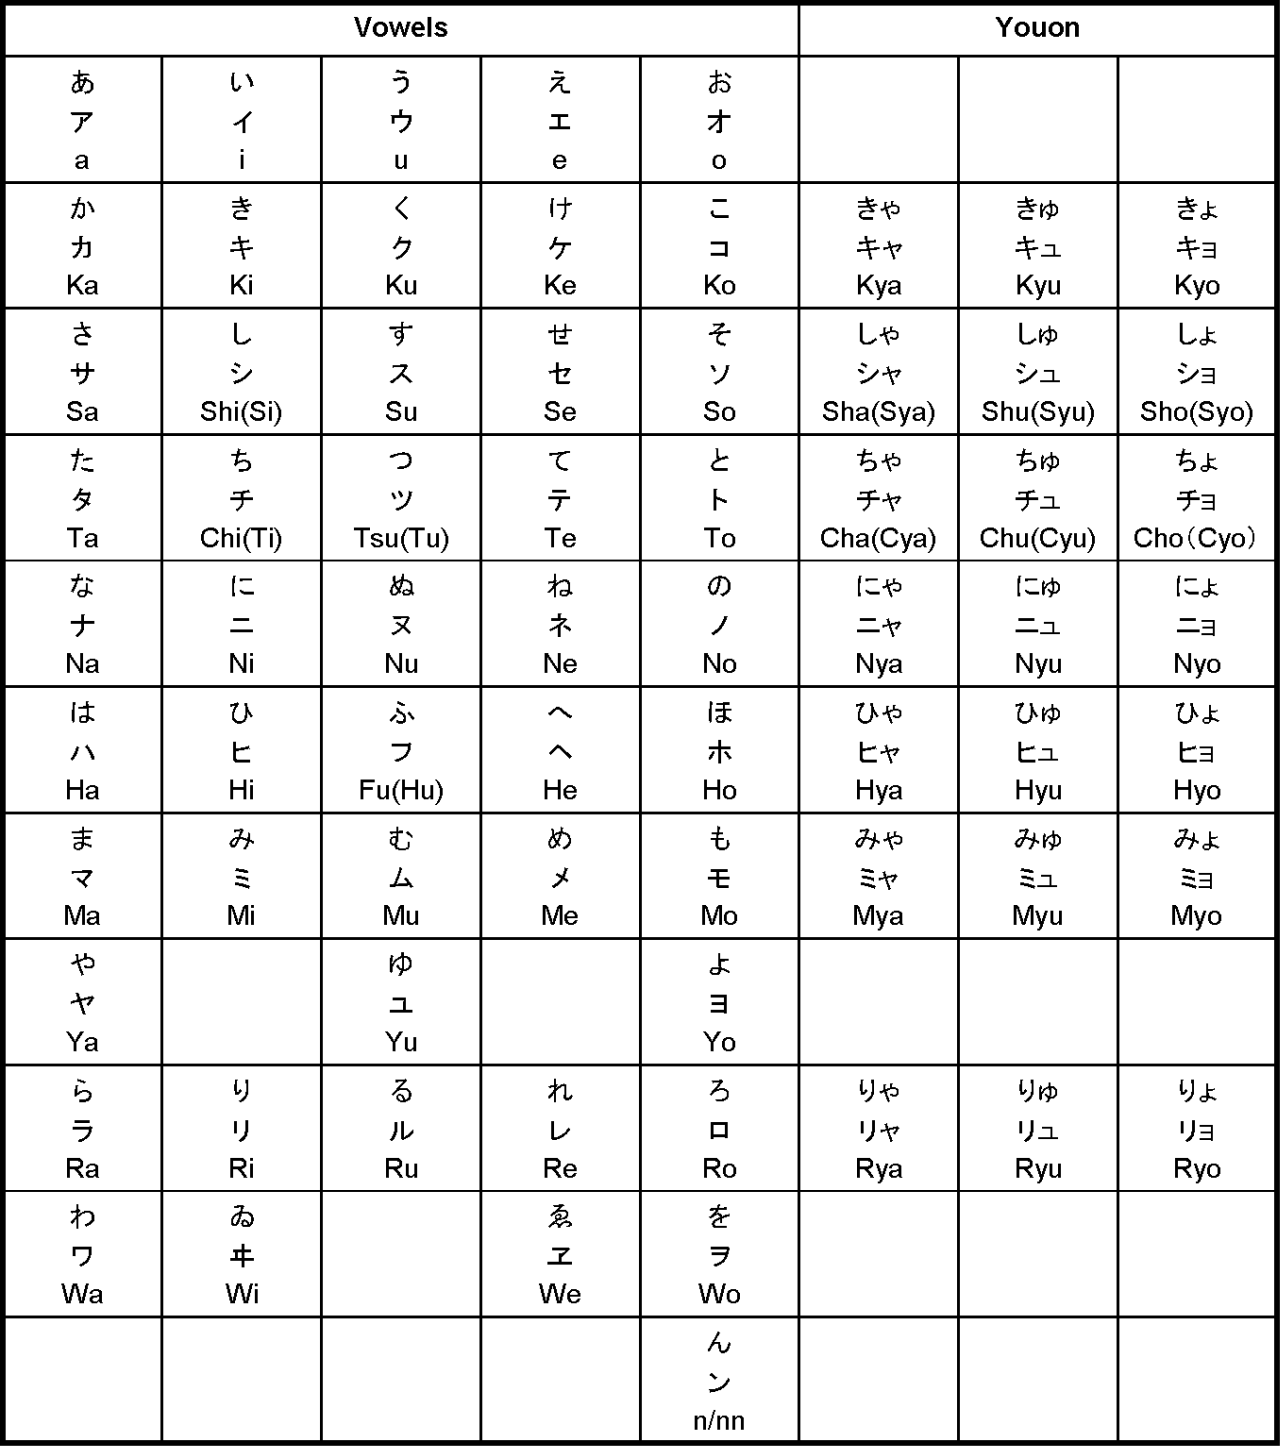 Vowels Youon
あ い う え お
ア イ ウ エ オ
a i u e o
か き く け こ きゃ きゅ きょ
カ キ ク ケ コ キャ キュ キョ
Ka Ki Ku Ke Ko Kya Kyu Kyo
さ し す せ そ しゃ しゅ しょ
サ シ ス セ ソ シャ シュ ショ
Sa Shi(Si) Su Se So Sha(Sya) Shu(Syu) Sho(Syo)
た ち つ て と ちゃ ちゅ ちょ
タ チ ツ テ ト チャ チュ チョ
Ta Chi(Ti) Tsu(Tu) Te To Cha(Cya) Chu(Cyu) Cho（Cyo）
な に ぬ ね の にゃ にゅ にょ
ナ ニ ヌ ネ ノ ニャ ニュ ニョ
Na Ni Nu Ne No Nya Nyu Nyo
は ひ ふ へ ほ ひゃ ひゅ ひょ
ハ ヒ フ ヘ ホ ヒャ ヒュ ヒョ
Ha Hi Fu(Hu) He Ho Hya Hyu Hyo
ま み む め も みゃ みゅ みょ
マ ミ ム メ モ ミャ ミュ ミョ
Ma Mi Mu Me Mo Mya Myu Myo
や ゆ よ
ヤ ユ ヨ
Ya Yu Yo
ら り る れ ろ りゃ りゅ りょ
ラ リ ル レ ロ リャ リュ リョ
Ra Ri Ru Re Ro Rya Ryu Ryo
わ ゐ ゑ を
ワ ヰ ヱ ヲ
Wa Wi We Wo
ん
ン
n/nn